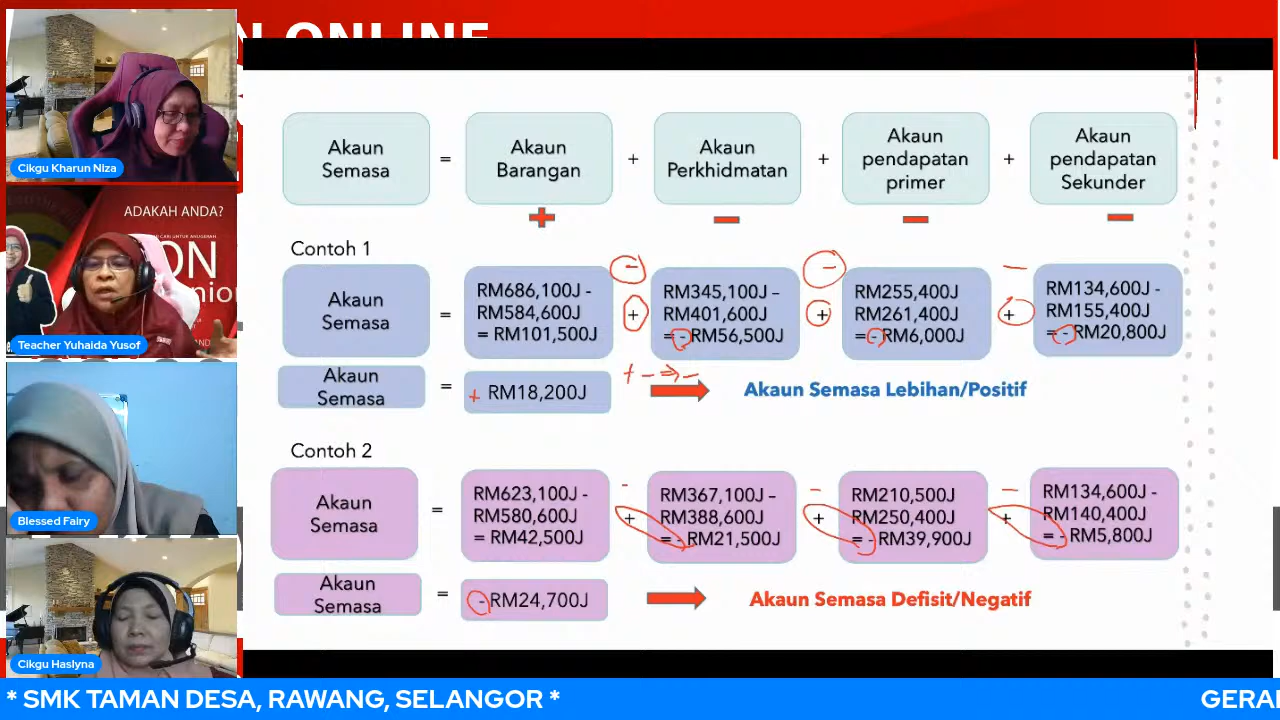 N ONLINE
Cikgu Kharun Niza
ADAKAH ANDA?
Teacher Yuhaida Yusof
Blessed Fairy
Cikgu Haslyna
Akaun
Semasa
=
Akaun
Barangan
+
Akaun
Perkhidmatan
+
Akaun
pendapatan
primer
+
Akaun
pendapatan
Sekunder
+ – – –
Contoh 1
Akaun
Semasa
=
RM686,100J -
RM584,600J
= RM101,500J
–
+
RM345,100J –
RM401,600J
= - RM56,500J
–
+
RM255,400J
RM261,400J
= - RM6,000J
–
+
RM134,600J -
RM155,400J
= - RM20,800J
Akaun
Semasa
=
+ RM18,200J
+ - ⇒ -
Akaun Semasa Lebihan/Positif
Contoh 2
Akaun
Semasa
=
RM623,100J -
RM580,600J
= RM42,500J
-
+
RM367,100J –
RM388,600J
= - RM21,500J
–
+
RM210,500J
RM250,400J
= - RM39,900J
–
+
RM134,600J -
RM140,400J
= - RM5,800J
Akaun
Semasa
=
-RM24,700J
Akaun Semasa Defisit/Negatif
* SMK TAMAN DESA, RAWANG, SELANGOR *
GERA